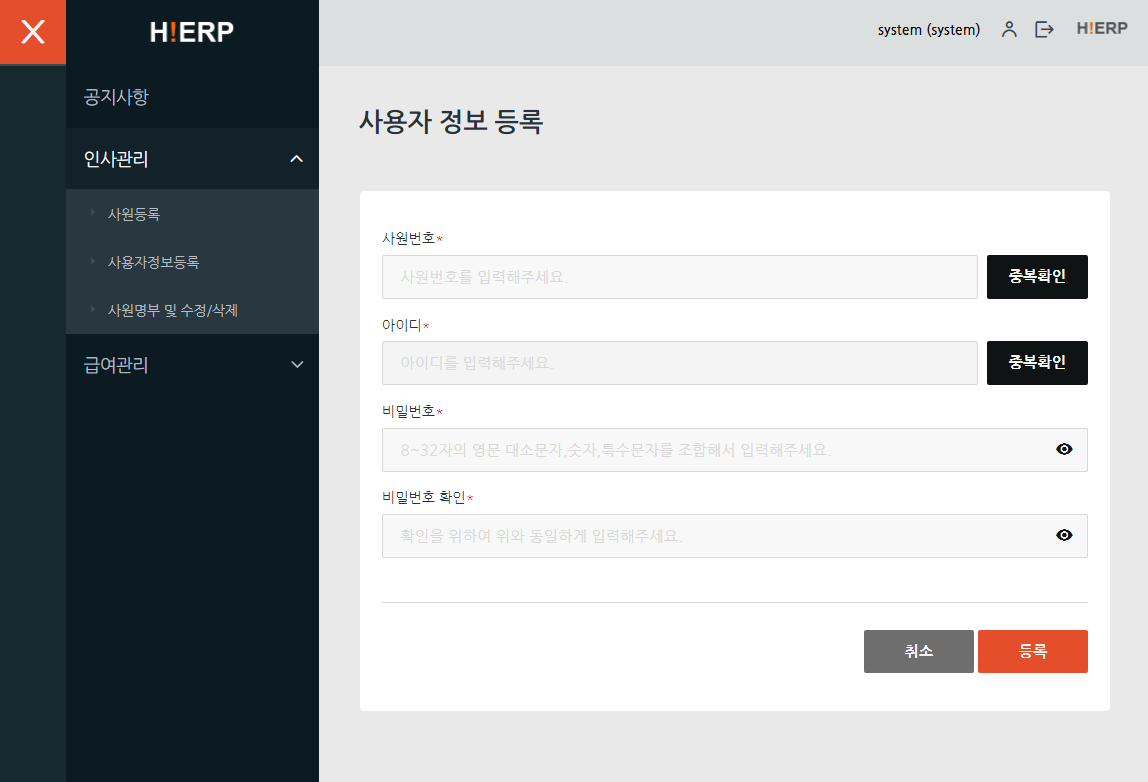 H!ERP
system (system)
H!ERP
공지사항
인사관리
사원등록
사용자정보등록
사원명부 및 수정/삭제
급여관리
사용자 정보 등록
사원번호*
사원번호를 입력해주세요.
중복확인
아이디*
아이디를 입력해주세요.
중복확인
비밀번호*
8~32자의 영문 대소문자,숫자,특수문자를 조합해서 입력해주세요.
비밀번호 확인*
확인을 위하여 위와 동일하게 입력해주세요.
취소
등록